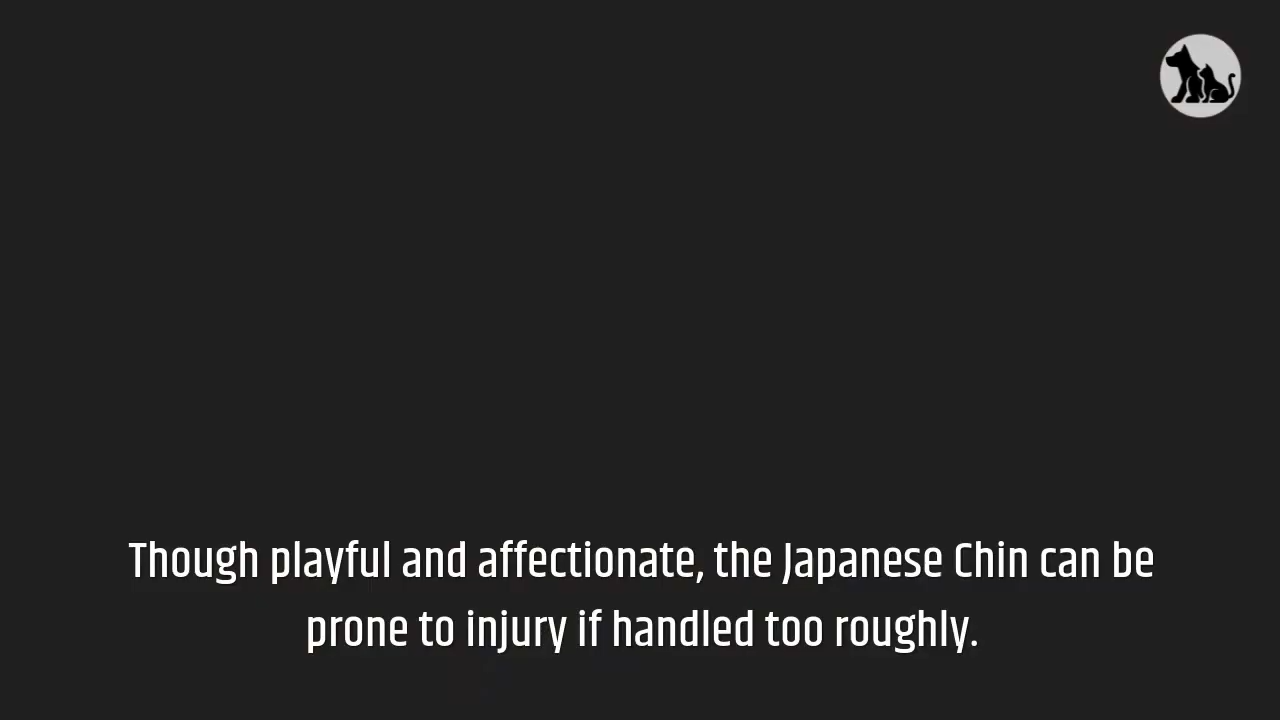 Though playful and affectionate, the Japanese Chin can be
prone to injury if handled too roughly.